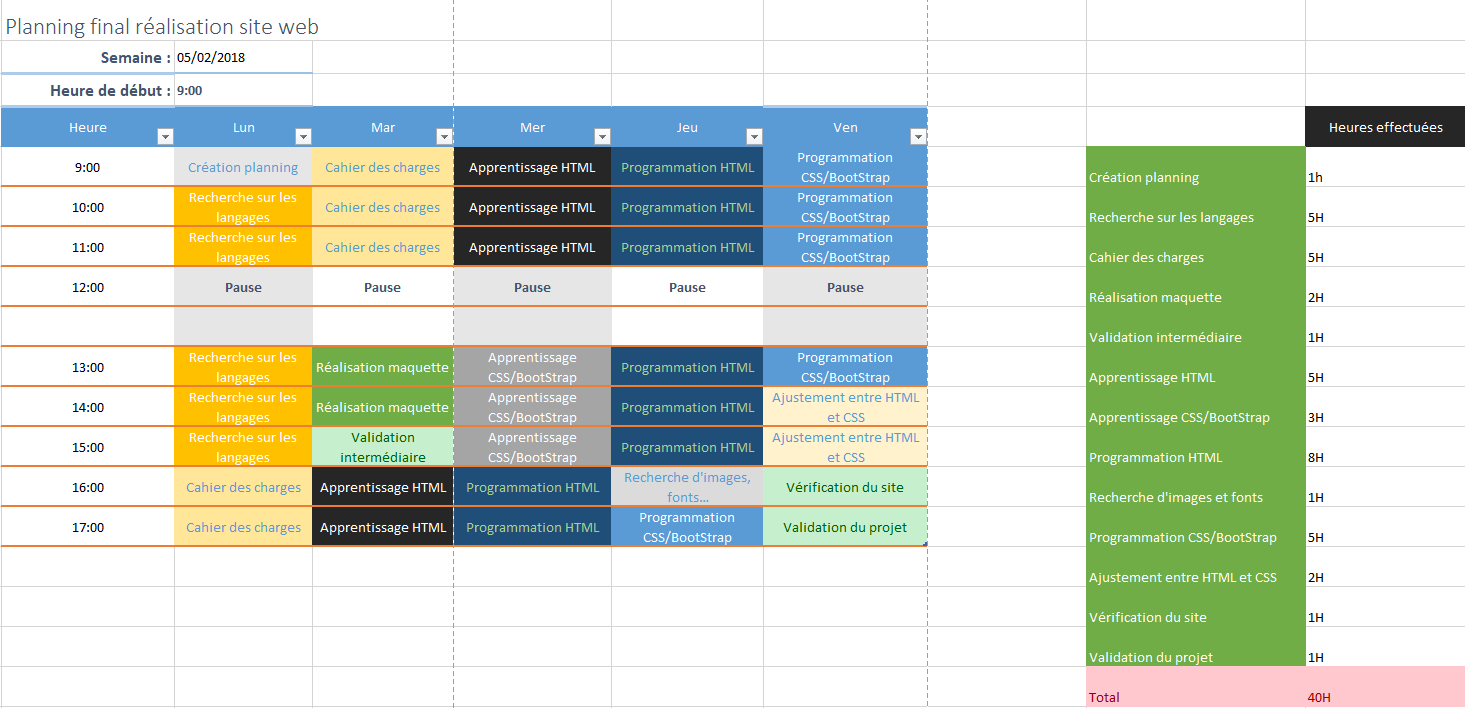 Planning final réalisation site web
Semaine : 05/02/2018
Heure de début : 9:00
Heure Lun Mar Mer Jeu Ven Heures effectuées
9:00 Création planning Cahier des charges Apprentissage HTML Programmation HTML Programmation
CSS/BootStrap
Création planning 1h
10:00 Recherche sur les
langages Cahier des charges Apprentissage HTML Programmation HTML Programmation
CSS/BootStrap
Recherche sur les langages 5H
11:00 Recherche sur les
langages Cahier des charges Apprentissage HTML Programmation HTML Programmation
CSS/BootStrap
Cahier des charges 5H
12:00 Pause Pause Pause Pause Pause
Réalisation maquette 2H
Validation intermédiaire 1H
13:00 Recherche sur les
langages Réalisation maquette Apprentissage
CSS/BootStrap Programmation HTML Programmation
CSS/BootStrap
Apprentissage HTML 5H
14:00 Recherche sur les
langages Réalisation maquette Apprentissage
CSS/BootStrap Programmation HTML Ajustement entre HTML
et CSS
Apprentissage CSS/BootStrap 3H
15:00 Recherche sur les
langages Validation
intermédiaire Apprentissage
CSS/BootStrap Programmation HTML Ajustement entre HTML
et CSS
Programmation HTML 8H
16:00 Cahier des charges Apprentissage HTML Programmation HTML Recherche d'images,
fonts... Vérification du site
Recherche d'images et fonts 1H
17:00 Cahier des charges Apprentissage HTML Programmation HTML Programmation
CSS/BootStrap Validation du projet
Programmation CSS/BootStrap 5H
Ajustement entre HTML et CSS 2H
Vérification du site 1H
Validation du projet 1H
Total 40H